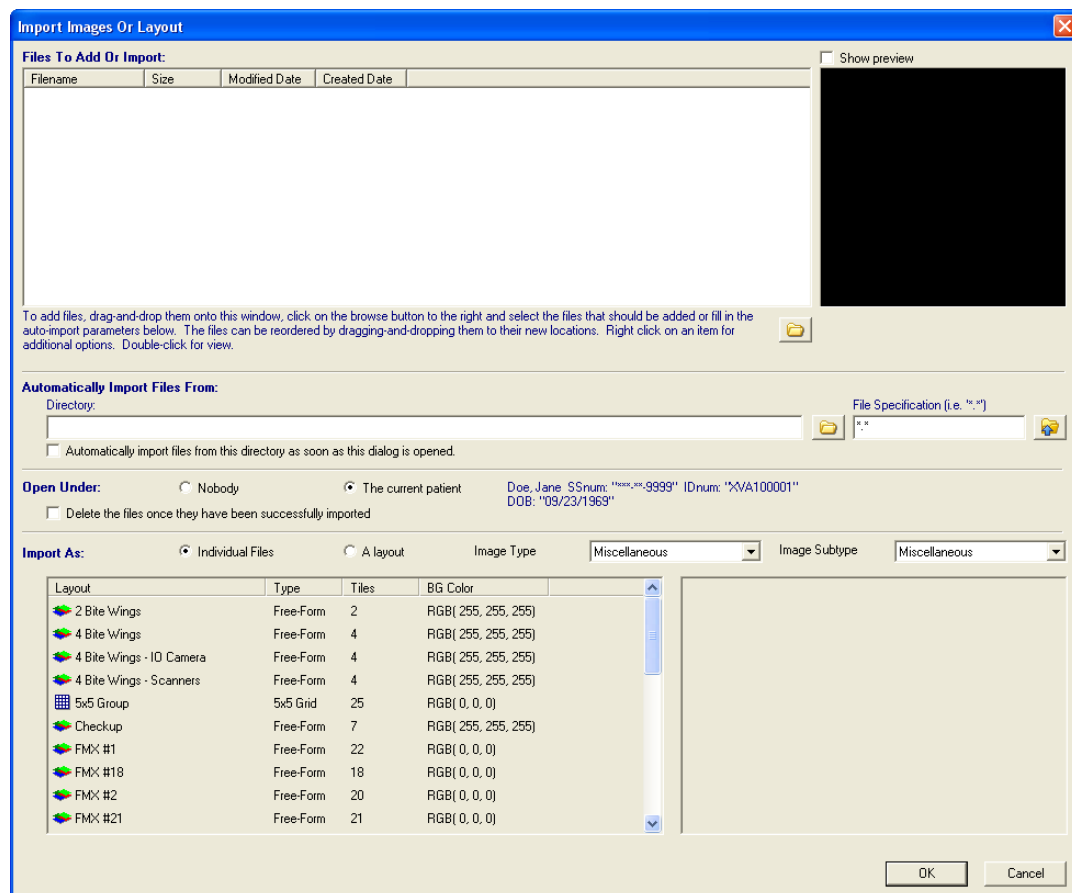 Import Images Or Layout
Files To Add Or Import:
Show preview
Filename Size Modified Date Created Date
To add files, drag-and-drop them onto this window, click on the browse button to the right and select the files that should be added or fill in the
auto-import parameters below. The files can be reordered by dragging-and-dropping them to their new locations. Right click on an item for
additional options. Double-click for view.
Automatically Import Files From:
Directory: File Specification (i.e. '*.*')
*.*
Automatically import files from this directory as soon as this dialog is opened.
Open Under: Nobody The current patient Doe, Jane SSnum: "***-**-9999" IDnum: "XVA100001"
DOB: "09/23/1969"
Delete the files once they have been successfully imported
Import As: Individual Files A layout Image Type Miscellaneous Image Subtype Miscellaneous
Layout Type Tiles BG Color
2 Bite Wings Free-Form 2 RGB( 255, 255, 255)
4 Bite Wings Free-Form 4 RGB( 255, 255, 255)
4 Bite Wings - IO Camera Free-Form 4 RGB( 255, 255, 255)
4 Bite Wings - Scanners Free-Form 4 RGB( 255, 255, 255)
5x5 Group 5x5 Grid 25 RGB( 0, 0, 0)
Checkup Free-Form 7 RGB( 255, 255, 255)
FMX #1 Free-Form 22 RGB( 0, 0, 0)
FMX #18 Free-Form 18 RGB( 0, 0, 0)
FMX #2 Free-Form 20 RGB( 0, 0, 0)
FMX #21 Free-Form 21 RGB( 0, 0, 0)
OK Cancel